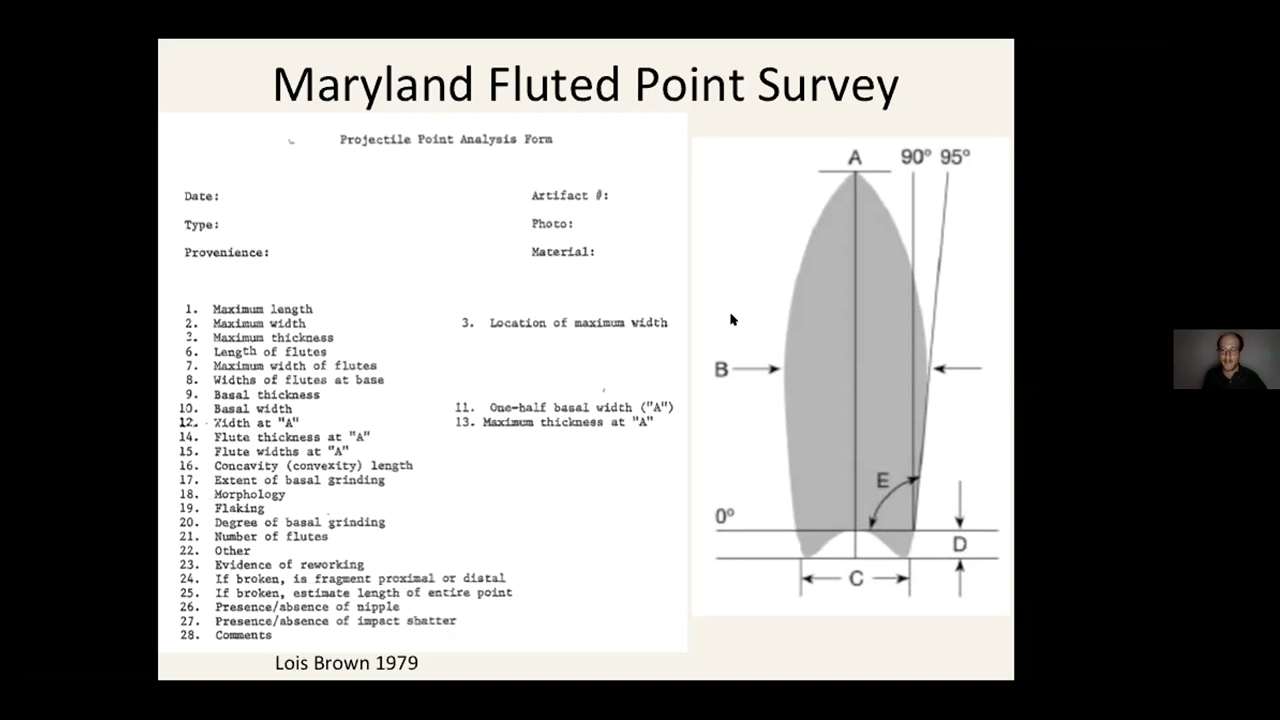 Maryland Fluted Point Survey
Projectile Point Analysis Form
Date: Artifact #:
Type: Photo:
Provenience: Material:
1. Maximum length
2. Maximum width 3. Location of maximum width
3. Maximum thickness
6. Length of flutes
7. Maximum width of flutes
8. Widths of flutes at base
9. Basal thickness
10. Basal width 11. One-half basal width ("A")
12. Width at "A" 13. Maximum thickness at "A"
14. Flute thickness at "A"
15. Flute widths at "A"
16. Concavity (convexity) length
17. Extent of basal grinding
18. Morphology
19. Flaking
20. Degree of basal grinding
21. Number of flutes
22. Other
23. Evidence of reworking
24. If broken, is fragment proximal or distal
25. If broken, estimate length of entire point
26. Presence/absence of nipple
27. Presence/absence of impact shatter
28. Comments
Lois Brown 1979
A 90° 95°
B
E
0°
D
C